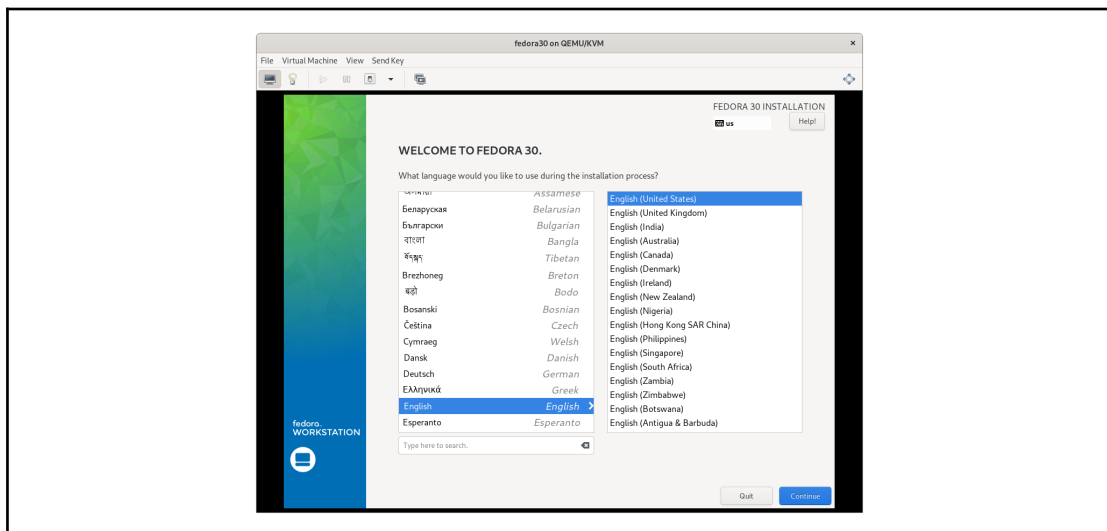 fedora30 on QEMU/KVM
File Virtual Machine View Send Key
FEDORA 30 INSTALLATION
us
Help!
WELCOME TO FEDORA 30.
What language would you like to use during the installation process?
Assamese
Беларуская Belarusian
Български Bulgarian
বাংলা Bangla
Tibetan
Brezhoneg Breton
बड़ो Bodo
Bosanski Bosnian
Čeština Czech
Cymraeg Welsh
Dansk Danish
Deutsch German
Ελληνικά Greek
English English
Esperanto Esperanto
Type here to search.
English (United States)
English (United Kingdom)
English (India)
English (Australia)
English (Canada)
English (Denmark)
English (Ireland)
English (New Zealand)
English (Nigeria)
English (Hong Kong SAR China)
English (Philippines)
English (Singapore)
English (South Africa)
English (Zambia)
English (Zimbabwe)
English (Botswana)
English (Antigua & Barbuda)
fedora.
WORKSTATION
Quit
Continue